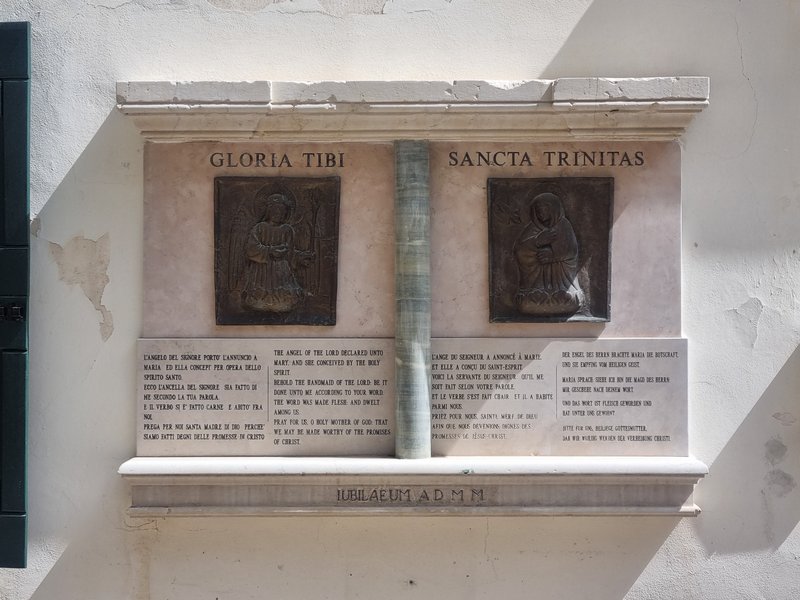 GLORIA TIBI
SANCTA TRINITAS
L'ANGELO DEL SIGNORE PORTO' L'ANNUNCIO A
MARIA ED ELLA CONCEPI' PER OPERA DELLO
SPIRITO SANTO.
ECCO L'ANCELLA DEL SIGNORE SIA FATTO DI
ME SECONDO LA TUA PAROLA.
E IL VERBO SI E' FATTO CARNE E ABITO' FRA
NOI.
PREGA PER NOI SANTA MADRE DI DIO PERCHE'
SIAMO FATTI DEGNI DELLE PROMESSE IN CRISTO
THE ANGEL OF THE LORD DECLARED UNTO
MARY: AND SHE CONCEIVED BY THE HOLY
SPIRIT
BEHOLD THE HANDMAID OF THE LORD: BE IT
DONE UNTO ME ACCORDING TO YOUR WORD:
THE WORD WAS MADE FLESH: AND DWELT
AMONG US.
PRAY FOR US, O HOLY MOTHER OF GOD: THAT
WE MAY BE MADE WORTHY OF THE PROMISES
OF CHRIST.
L'ANGE DU SEIGNEUR A ANNONCÉ À MARIE,
ET ELLE A CONÇU DU SAINT-ESPRIT
VOICI LA SERVANTE DU SEIGNEUR, QU'IL ME
SOIT FAIT SELON VOTRE PAROLE.
ET LE VERBE S'EST FAIT CHAIR ET IL A HABITÉ
PARMI NOUS.
PRIEZ POUR NOUS, SAINTE MÈRE DE DIEU
AFIN QUE NOUS DEVENIONS DIGNES DES
PROMESSES DE JÉSUS-CHRIST.
DER ENGEL DES HERRN BRACHTE MARIA DIE BOTSCHAFT,
UND SIE EMPFING VOM HEILIGEN GEIST.
MARIA SPRACH: SIEHE ICH BIN DIE MAGD DES HERRN
MIR GESCHEHE NACH DEINEM WORT.
UND DAS WORT IST FLEISCH GEWORDEN UND
HAT UNTER UNS GEWOHNT.
BITTE FÜR UNS, HEILIGE GOTTESMUTTER,
DAß WIR WÜRDIG WERDEN DER VERHEIßUNG CHRISTI.
IUBILAEUM A D M M